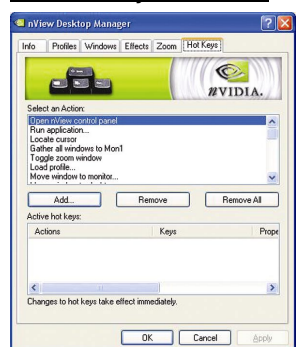 nView Desktop Manager
Info Profiles Windows Effects Zoom Hot Keys
nVIDIA.
Select an Action:
Open nView control panel
Run application...
Locate cursor
Gather all windows to Mon1
Toggle zoom window
Load profile...
Move window to monitor...
Add... Remove Remove All
Active hot keys:
Actions Keys Prope
Changes to hot keys take effect immediately.
OK Cancel Apply